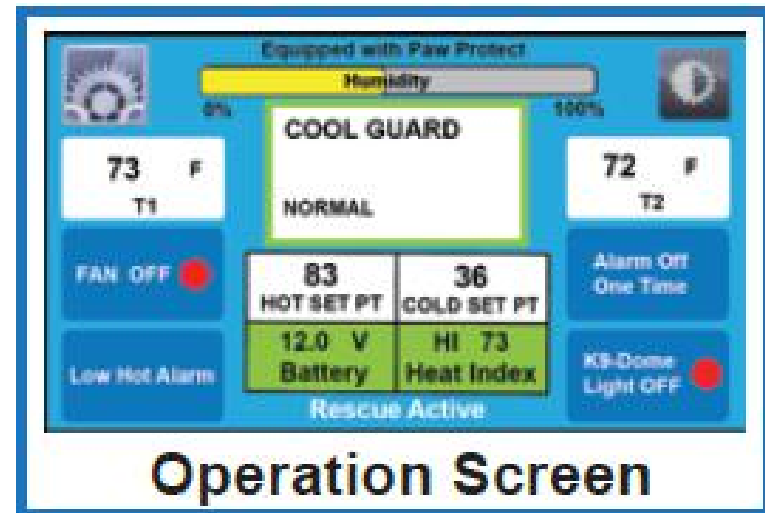 Equipped with Paw Protect
Humidity
0%
100%
COOL GUARD
NORMAL
73 F
T1
72 F
T2
FAN OFF
83
HOT SET PT
36
COLD SET PT
Alarm Off
One Time
Low Hot Alarm
12.0 V
Battery
HI 73
Heat Index
K9-Dome
Light OFF
Rescue Active
Operation Screen